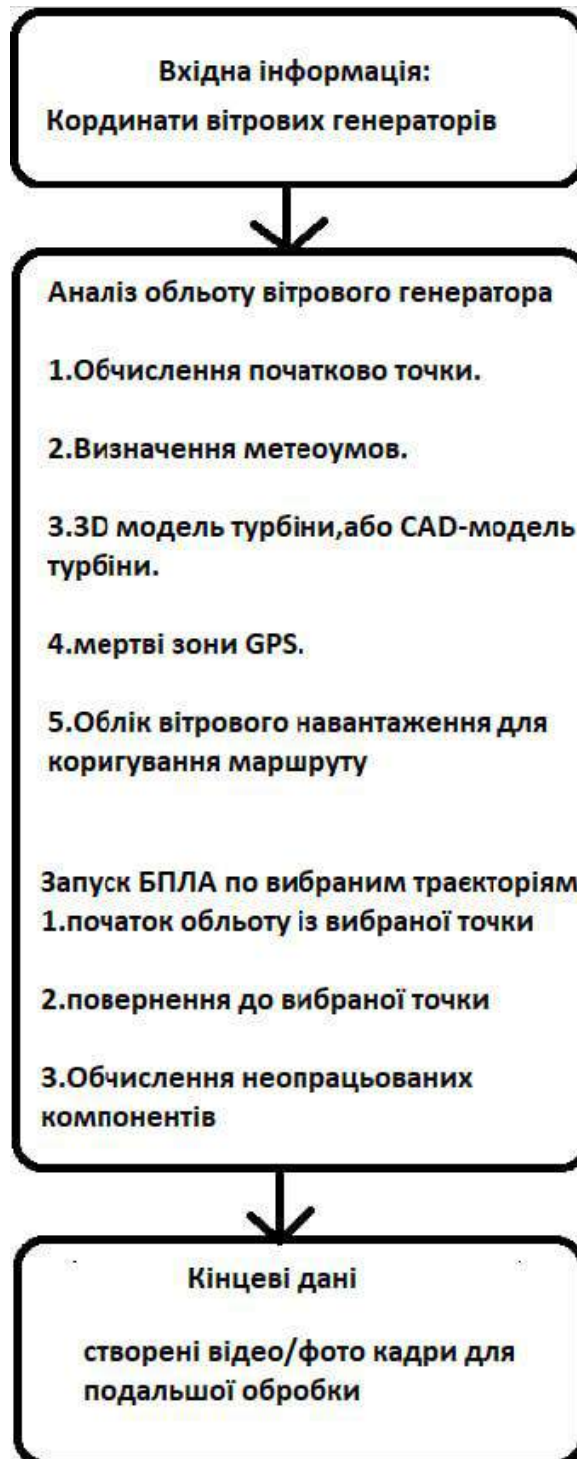 Вхідна інформація:
Кординати вітрових генераторів
Аналіз обльоту вітрового генератора
1.Обчислення початково точки.
2.Визначення метеоумов.
3.3D модель турбіни,або CAD-модель
турбіни.
4.мертві зони GPS.
5.Облік вітрового навантаження для
коригування маршруту
Запуск БПЛА по вибраним траєкторіям
1.початок обльоту із вибраної точки
2.повернення до вибраної точки
3.Обчислення неопрацьованих
компонентів
Кінцеві дані
створені відео/фото кадри для
подальшої обробки